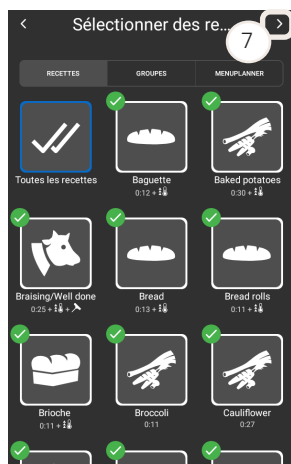 Sélectionner des re...
7
RECETTES
GROUPES
MENUPLANNER
Toutes les recettes
Baguette
0:12 +
Baked potatoes
0:30 +
Braising/Well done
0:25 + +
Bread
0:13 +
Bread rolls
0:11 +
Brioche
0:11 +
Broccoli
0:11
Cauliflower
0:27